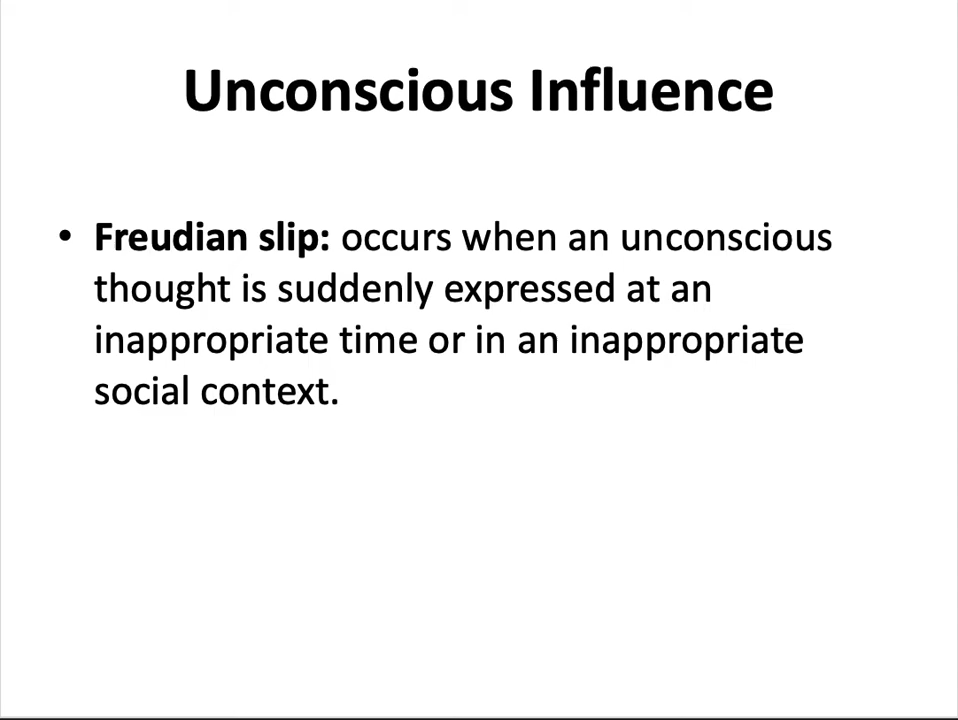 Unconscious Influence
• Freudian slip: occurs when an unconscious
thought is suddenly expressed at an
inappropriate time or in an inappropriate
social context.